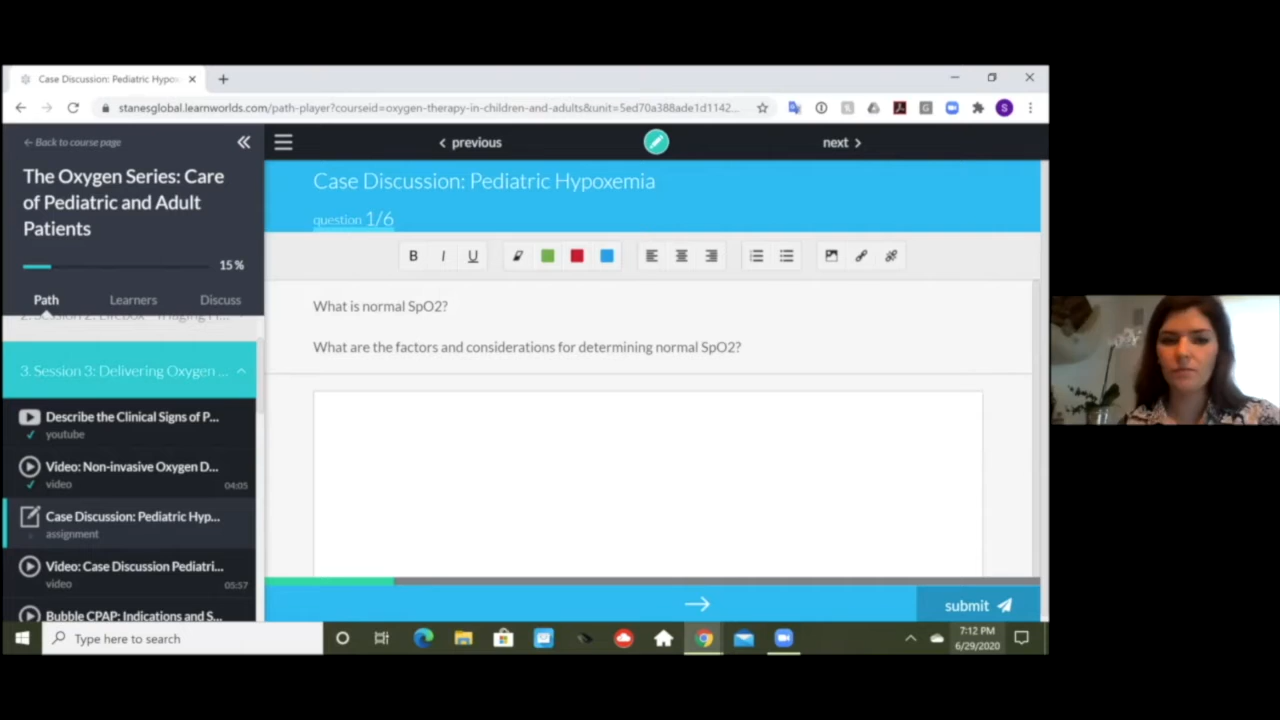 Case Discussion: Pediatric Hypo
stanesglobal.learnworlds.com/path-player?courseid=oxygen-therapy-in-children-and-adults&unit=5ed70a388ade1d1142...
S
Back to course page
previous
next
The Oxygen Series: Care
of Pediatric and Adult
Patients
15 %
Path
Learners
Discuss
Case Discussion: Pediatric Hypoxemia
question 1/6
B I U
3. Session 3: Delivering Oxygen ...
Describe the Clinical Signs of P...
youtube
Video: Non-invasive Oxygen D...
video
04:05
Case Discussion: Pediatric Hyp...
assignment
Video: Case Discussion Pediatri...
video
05:57
Bubble CPAP: Indications and S...
What is normal SpO2?
What are the factors and considerations for determining normal SpO2?
submit
Type here to search
7:12 PM
6/29/2020